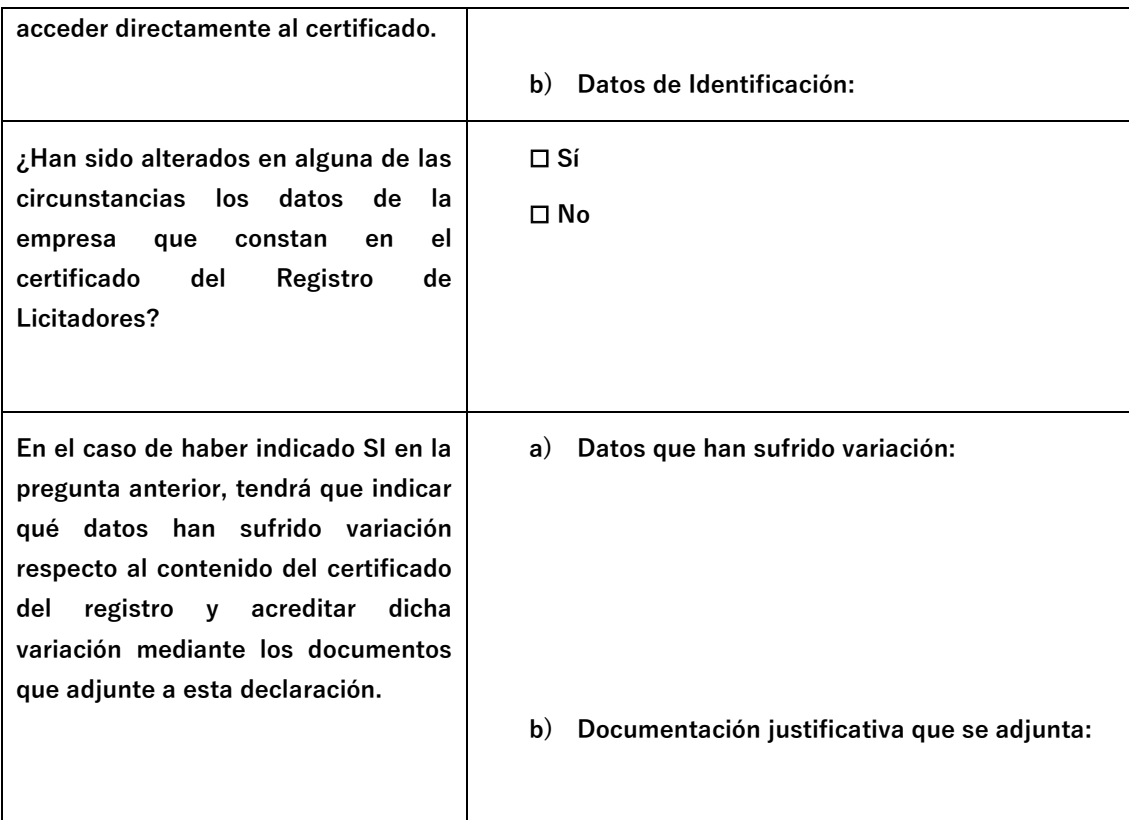 acceder directamente al certificado.
b) Datos de Identificación:
¿Han sido alterados en alguna de las
circunstancias los datos de la
empresa que constan en el
certificado del Registro de
Licitadores?
☐ Sí
☐ No
En el caso de haber indicado SI en la
pregunta anterior, tendrá que indicar
qué datos han sufrido variación
respecto al contenido del certificado
del registro y acreditar dicha
variación mediante los documentos
que adjunte a esta declaración.
a) Datos que han sufrido variación:
b) Documentación justificativa que se adjunta: